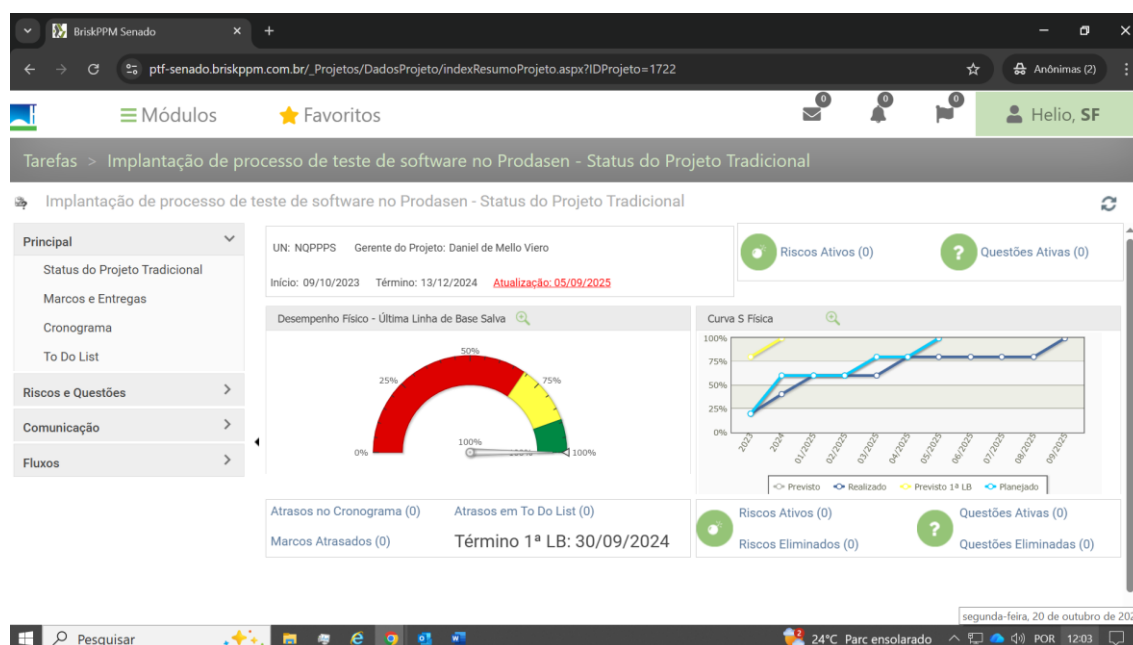 BriskPPM Senado
ptf-senado.briskppm.com.br/_Projetos/DadosProjeto/indexResumoProjeto.aspx?IDProjeto=1722
Anônimas (2)
Módulos
Favoritos
0
0
0
Helio, SF
Tarefas > Implantação de processo de teste de software no Prodasen - Status do Projeto Tradicional
Implantação de processo de teste de software no Prodasen - Status do Projeto Tradicional
Principal
Status do Projeto Tradicional
Marcos e Entregas
Cronograma
To Do List
Riscos e Questões
Comunicação
Fluxos
UN: NQPPPS Gerente do Projeto: Daniel de Mello Viero
Início: 09/10/2023 Término: 13/12/2024 Atualização: 05/09/2025
Riscos Ativos (0)
Questões Ativas (0)
Desempenho Físico - Última Linha de Base Salva
0%
25%
50%
75%
100%
100%
Curva S Física
100%
75%
50%
25%
0%
2023
2024
01/2025
02/2025
03/2025
04/2025
05/2025
06/2025
07/2025
08/2025
09/2025
Previsto Realizado Previsto 1ª LB Planejado
Atrasos no Cronograma (0) Atrasos em To Do List (0)
Marcos Atrasados (0) Término 1ª LB: 30/09/2024
Riscos Ativos (0)
Riscos Eliminados (0)
Questões Ativas (0)
Questões Eliminadas (0)
segunda-feira, 20 de outubro de 202
Pesquisar
24°C Parc ensolarado
POR 12:03